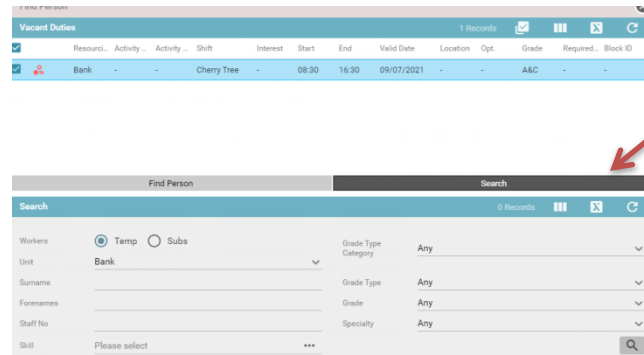 Find Person
Vacant Duties 1 Records
Resourci... Activity ... Activity ... Shift Interest Start End Valid Date Location Opt. Grade Required... Block ID
Bank - - Cherry Tree - 08:30 16:30 09/07/2021 - - A&C - -
Find Person Search
Search 0 Records
Workers Temp Subs Grade Type Category Any
Unit Bank
Surname Grade Type Any
Forenames Grade Any
Staff No Specialty Any
Skill Please select